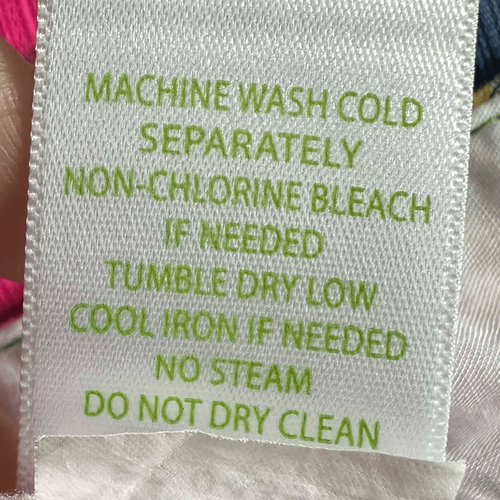 MACHINE WASH COLD
SEPARATELY
NON-CHLORINE BLEACH
IF NEEDED
TUMBLE DRY LOW
COOL IRON IF NEEDED
NO STEAM
DO NOT DRY CLEAN